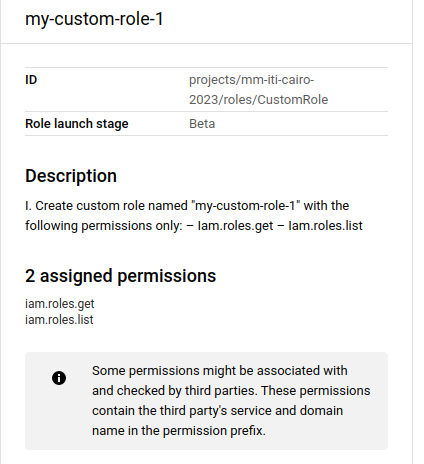 my-custom-role-1
ID projects/mm-iti-cairo-
2023/roles/CustomRole
Role launch stage Beta
Description
I. Create custom role named "my-custom-role-1" with the
following permissions only: – Iam.roles.get – Iam.roles.list
2 assigned permissions
iam.roles.get
iam.roles.list
Some permissions might be associated with
and checked by third parties. These permissions
contain the third party's service and domain
name in the permission prefix.